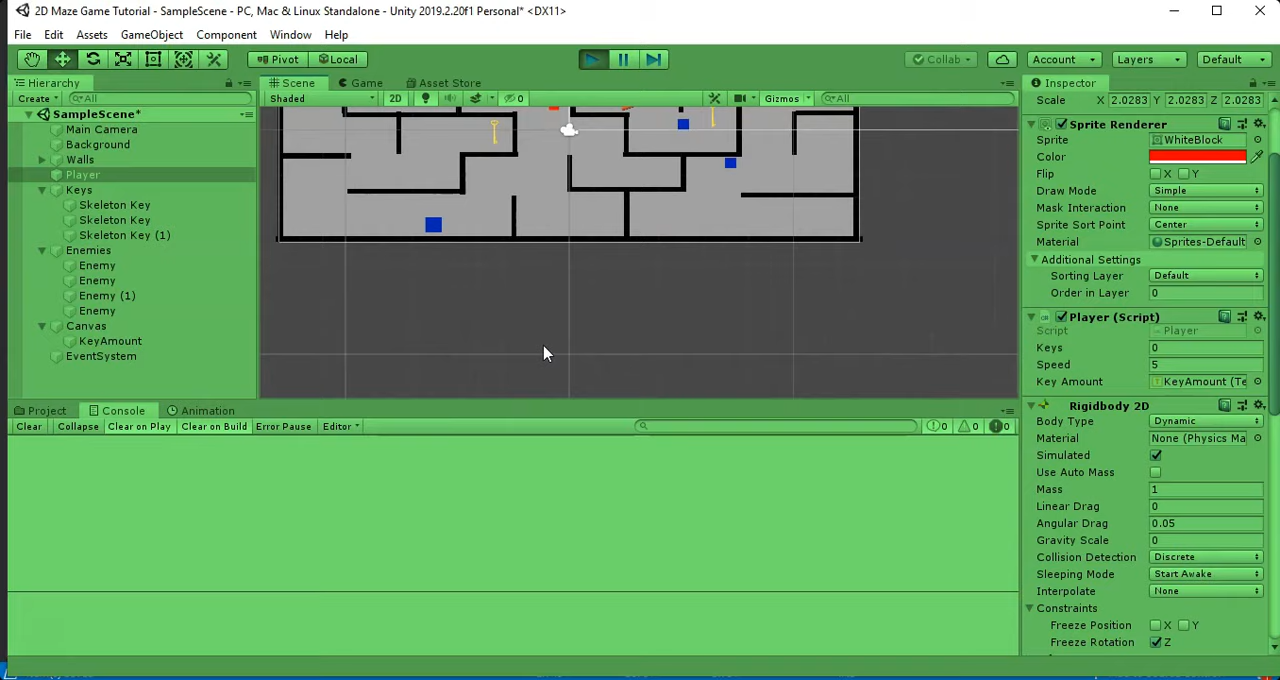 2D Maze Game Tutorial - SampleScene - PC, Mac & Linux Standalone - Unity 2019.2.20f1 Personal* <DX11>
File Edit Assets GameObject Component Window Help
Pivot Local Collab Account Layers Default
Hierarchy Scene Game Asset Store Inspector
Create All Shaded 2D 0 Gizmos All Scale X 2.0283 Y 2.0283 Z 2.0283
SampleScene*
Main Camera
Background
Walls
Player
Keys
Skeleton Key
Skeleton Key
Skeleton Key (1)
Enemies
Enemy
Enemy
Enemy (1)
Enemy
Canvas
KeyAmount
EventSystem
Sprite Renderer
Sprite WhiteBlock
Color
Flip X Y
Draw Mode Simple
Mask Interaction None
Sprite Sort Point Center
Material Sprites-Default
Additional Settings
Sorting Layer Default
Order in Layer 0
Player (Script)
Script Player
Keys 0
Speed 5
Key Amount KeyAmount (Te
Rigidbody 2D
Body Type Dynamic
Material None (Physics Ma
Simulated
Use Auto Mass
Mass 1
Linear Drag 0
Angular Drag 0.05
Gravity Scale 0
Collision Detection Discrete
Sleeping Mode Start Awake
Interpolate None
Constraints
Freeze Position X Y
Freeze Rotation Z
Project Console Animation
Clear Collapse Clear on Play Clear on Build Error Pause Editor 0 0 0